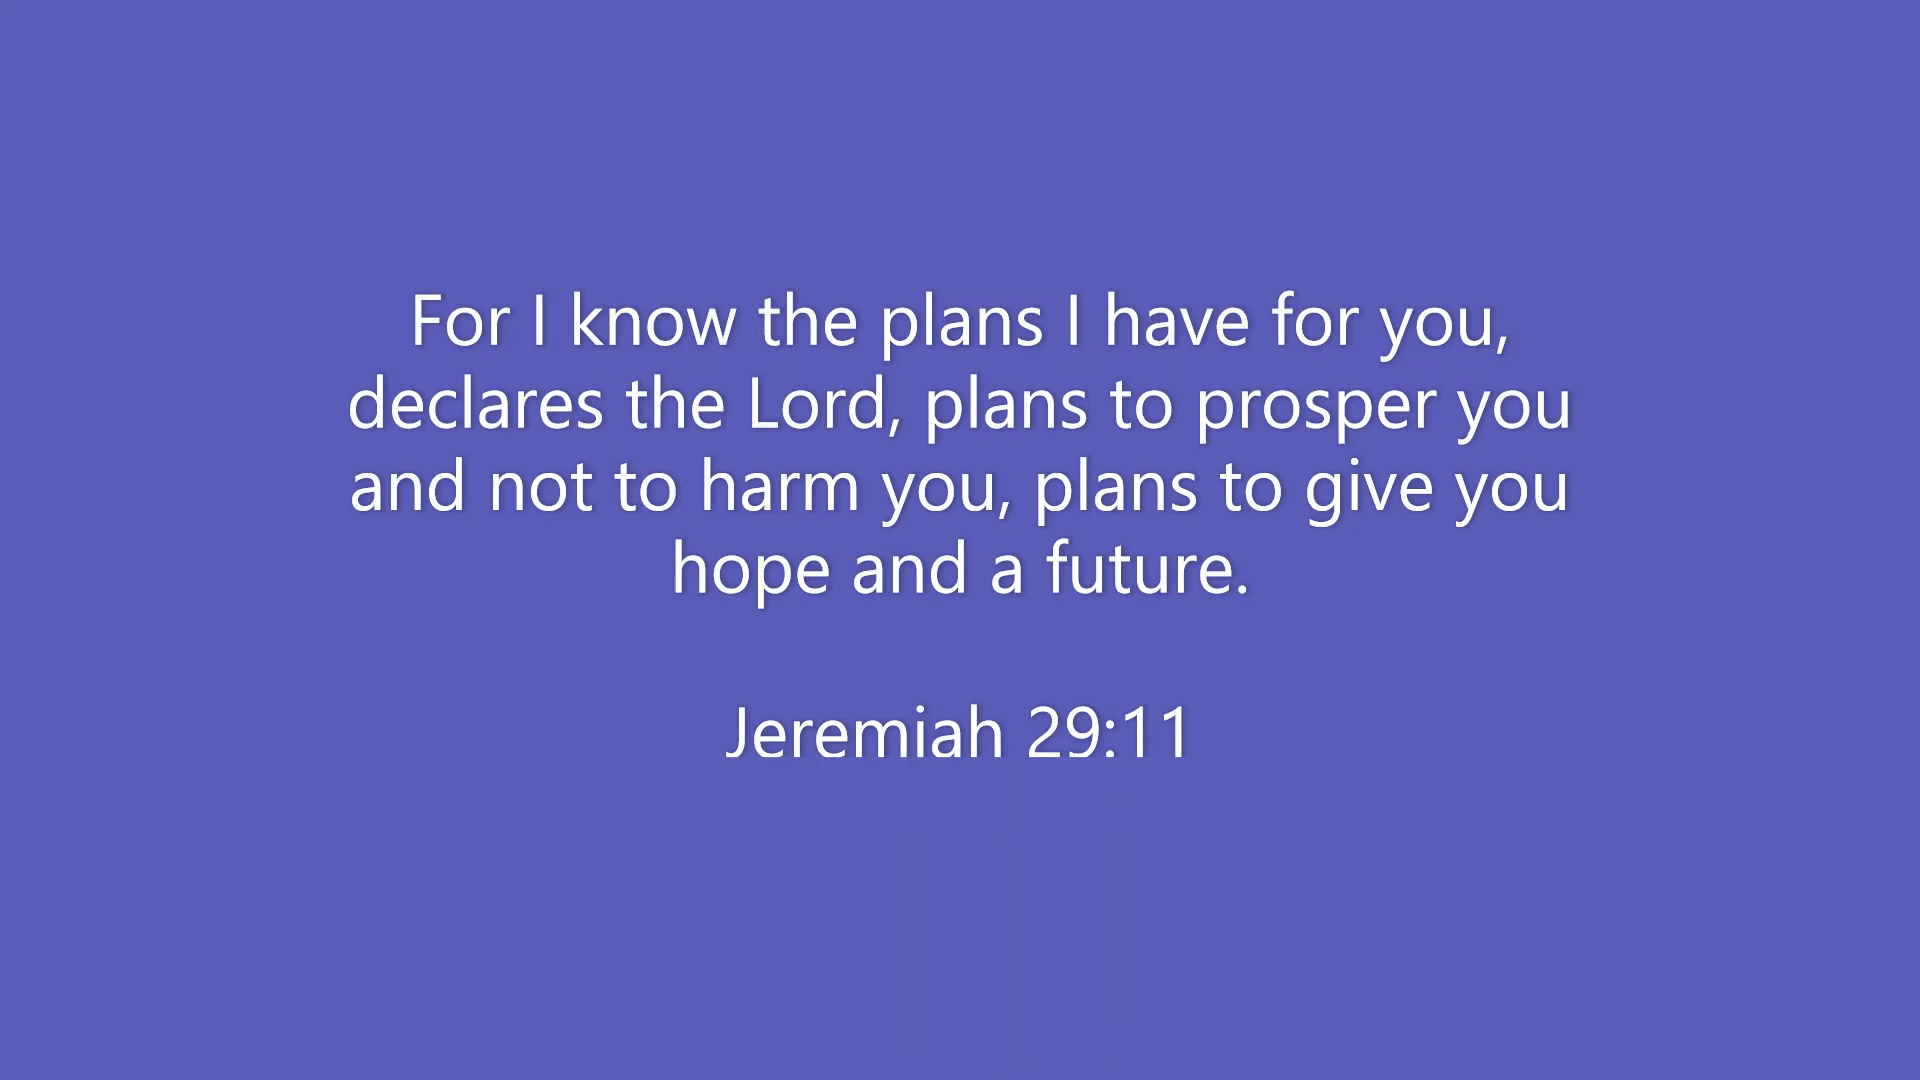 For I know the plans I have for you,
declares the Lord, plans to prosper you
and not to harm you, plans to give you
hope and a future.
Jeremiah 29:11